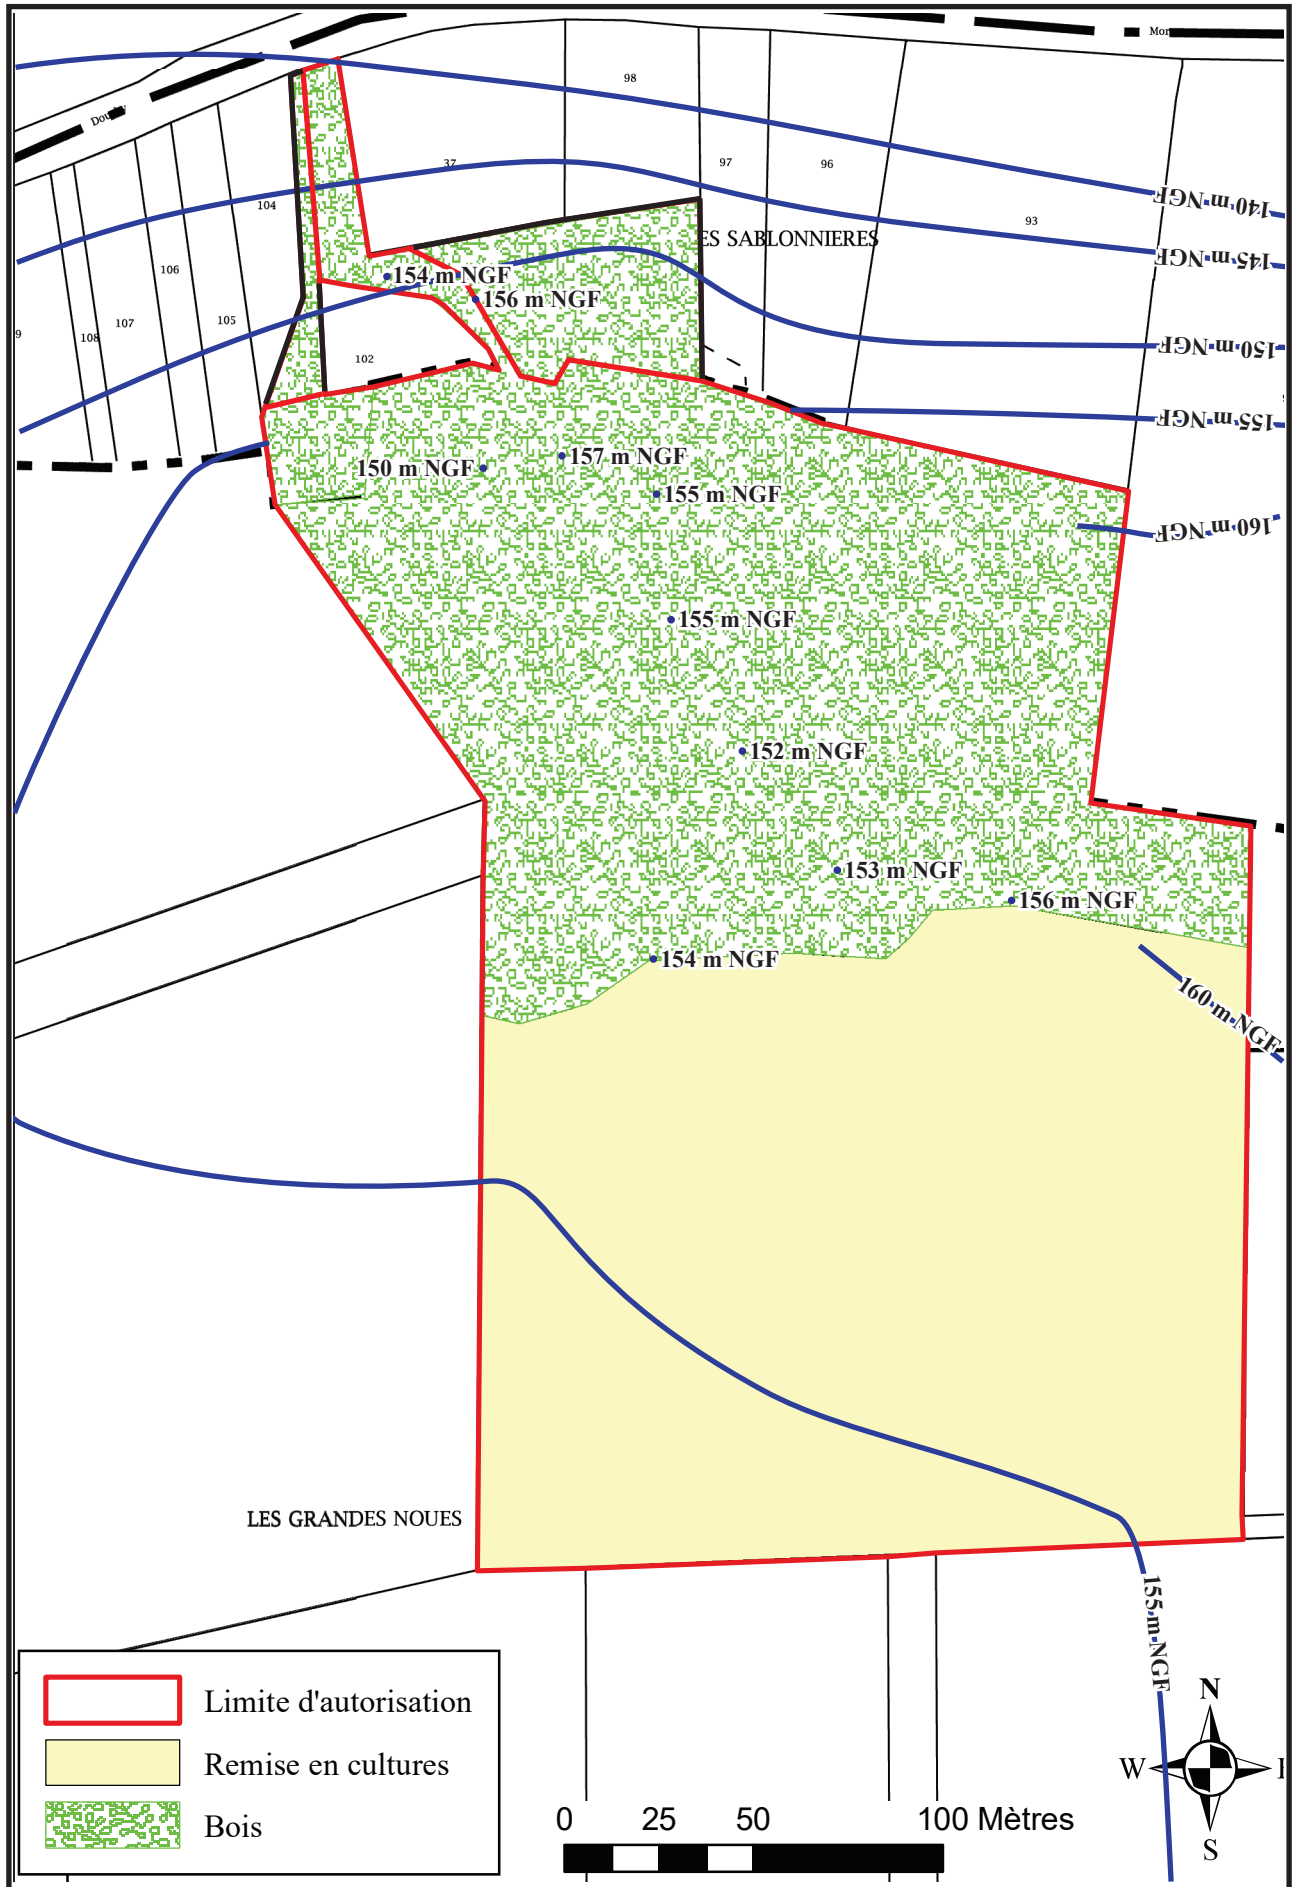 98
37
97
96
93
104
106
107
108
105
102
9
140 m NGF
145 m NGF
150 m NGF
155 m NGF
160 m NGF
ES SABLONNIERES
154 m NGF
156 m NGF
150 m NGF
157 m NGF
155 m NGF
155 m NGF
152 m NGF
153 m NGF
156 m NGF
154 m NGF
160 m NGF
LES GRANDES NOUES
155 m NGF
Limite d'autorisation
Remise en cultures
Bois
0 25 50 100 Mètres
N
W
S